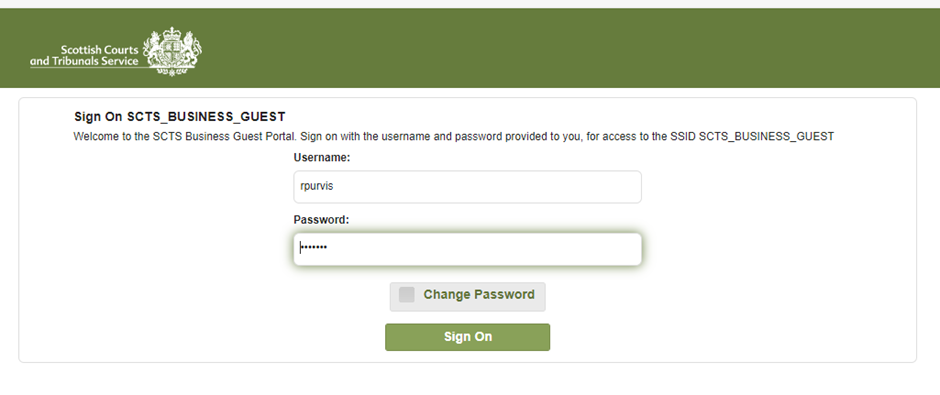 Scottish Courts
and Tribunals Service
Sign On SCTS_BUSINESS_GUEST
Welcome to the SCTS Business Guest Portal. Sign on with the username and password provided to you, for access to the SSID SCTS_BUSINESS_GUEST
Username:
rpurvis
Password:
•••••••
Change Password
Sign On